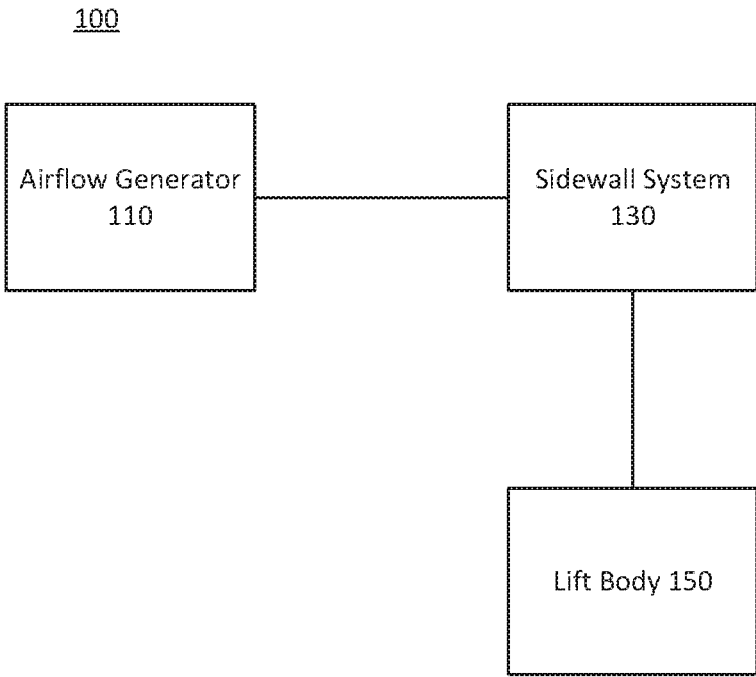 100
Airflow Generator
110
Sidewall System
130
Lift Body 150